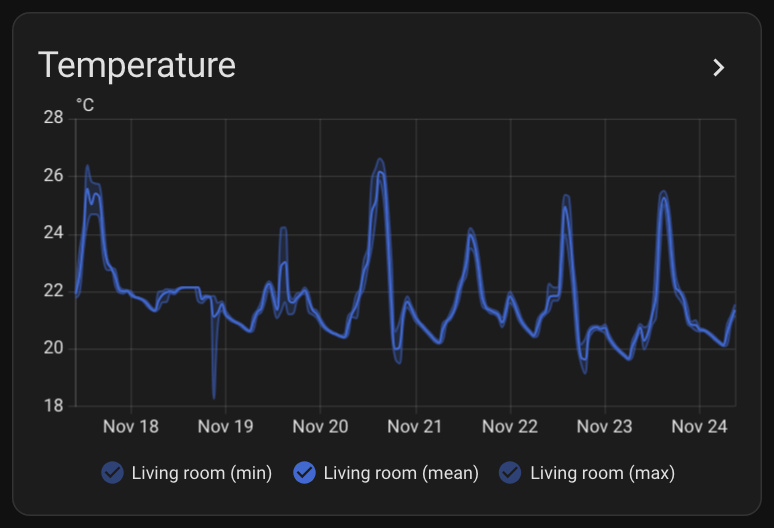 Temperature
°C
28
26
24
22
20
18
Nov 18 Nov 19 Nov 20 Nov 21 Nov 22 Nov 23 Nov 24
Living room (min) Living room (mean) Living room (max)